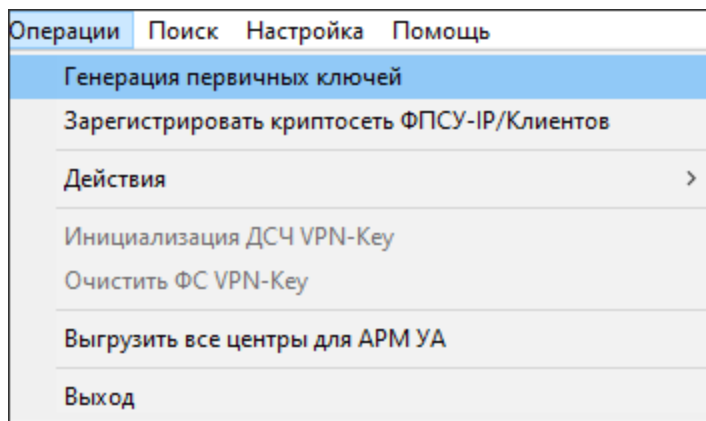 Операции Поиск Настройка Помощь
Генерация первичных ключей
Зарегистрировать криптосеть ФПСУ-IP/Клиентов
Действия
Инициализация ДСЧ VPN-Key
Очистить ФС VPN-Key
Выгрузить все центры для АРМ УА
Выход